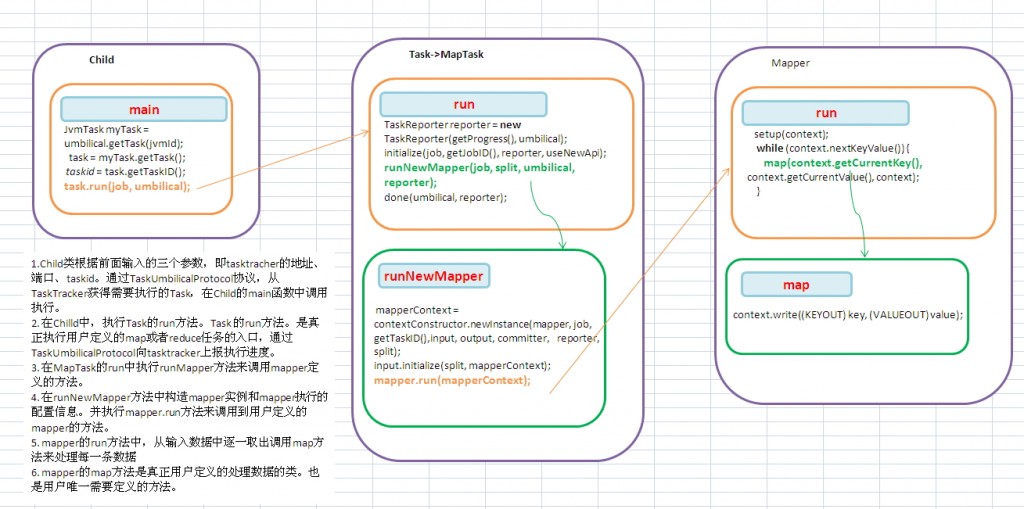 Child
main
JvmTask myTask =
umbilical.getTask(jvmId);
task = myTask.getTask();
taskid = task.getTaskID();
task.run(job, umbilical);
1.Child类根据前面输入的三个参数，即tasktracher的地址、
端口、taskid。通过TaskUmbilicalProtocol协议，从
TaskTracker获得需要执行的Task，在Child的main函数中调用
执行。
2.在Chilld中，执行Task的run方法。Task 的run方法。是真
正执行用户定义的map或者reduce任务的入口，通过
TaskUmbilicalProtocol向tasktracker上报执行进度。
3.在MapTask的run中执行runMapper方法来调用mapper定
义的方法。
4.在runNewMapper方法中构造mapper实例和mapper执行的
配置信息。并执行mapper.run方法来调用到用户定义的
mapper的方法。
5. mapper的run方法中，从输入数据中逐一取出调用map方
法来处理每一条数据
6. mapper的map方法是真正用户定义的处理数据的类。也
是用户唯一需要定义的方法。
Task->MapTask
run
TaskReporter reporter = new
TaskReporter(getProgress(), umbilical);
initialize(job, getJobID(), reporter, useNewApi);
runNewMapper(job, split, umbilical,
reporter);
done(umbilical, reporter);
runNewMapper
mapperContext =
contextConstructor.newInstance(mapper, job,
getTaskID(),input, output, committer, reporter,
split);
input.initialize(split, mapperContext);
mapper.run(mapperContext);
Mapper
run
setup(context);
while (context.nextKeyValue()) {
map(context.getCurrentKey(),
context.getCurrentValue(), context);
}
map
context.write((KEYOUT) key, (VALUEOUT) value);